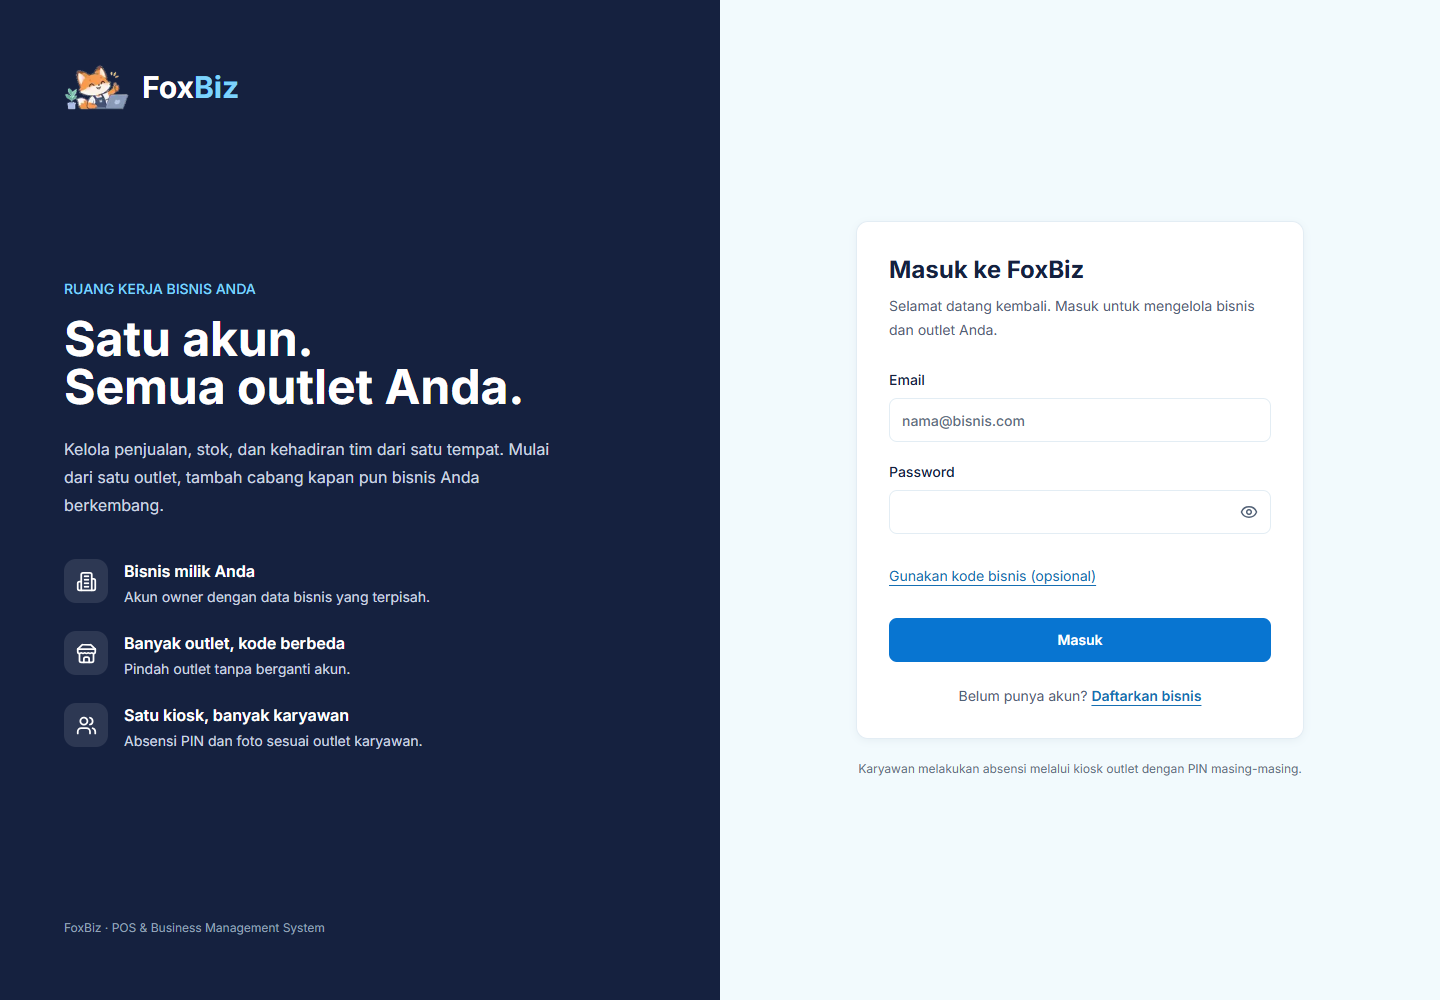 FoxBiz
RUANG KERJA BISNIS ANDA
Satu akun.
Semua outlet Anda.
Kelola penjualan, stok, dan kehadiran tim dari satu tempat. Mulai
dari satu outlet, tambah cabang kapan pun bisnis Anda
berkembang.
Bisnis milik Anda
Akun owner dengan data bisnis yang terpisah.
Banyak outlet, kode berbeda
Pindah outlet tanpa berganti akun.
Satu kiosk, banyak karyawan
Absensi PIN dan foto sesuai outlet karyawan.
FoxBiz · POS & Business Management System
Masuk ke FoxBiz
Selamat datang kembali. Masuk untuk mengelola bisnis
dan outlet Anda.
Email
nama@bisnis.com
Password
Gunakan kode bisnis (opsional)
Masuk
Belum punya akun? Daftarkan bisnis
Karyawan melakukan absensi melalui kiosk outlet dengan PIN masing-masing.